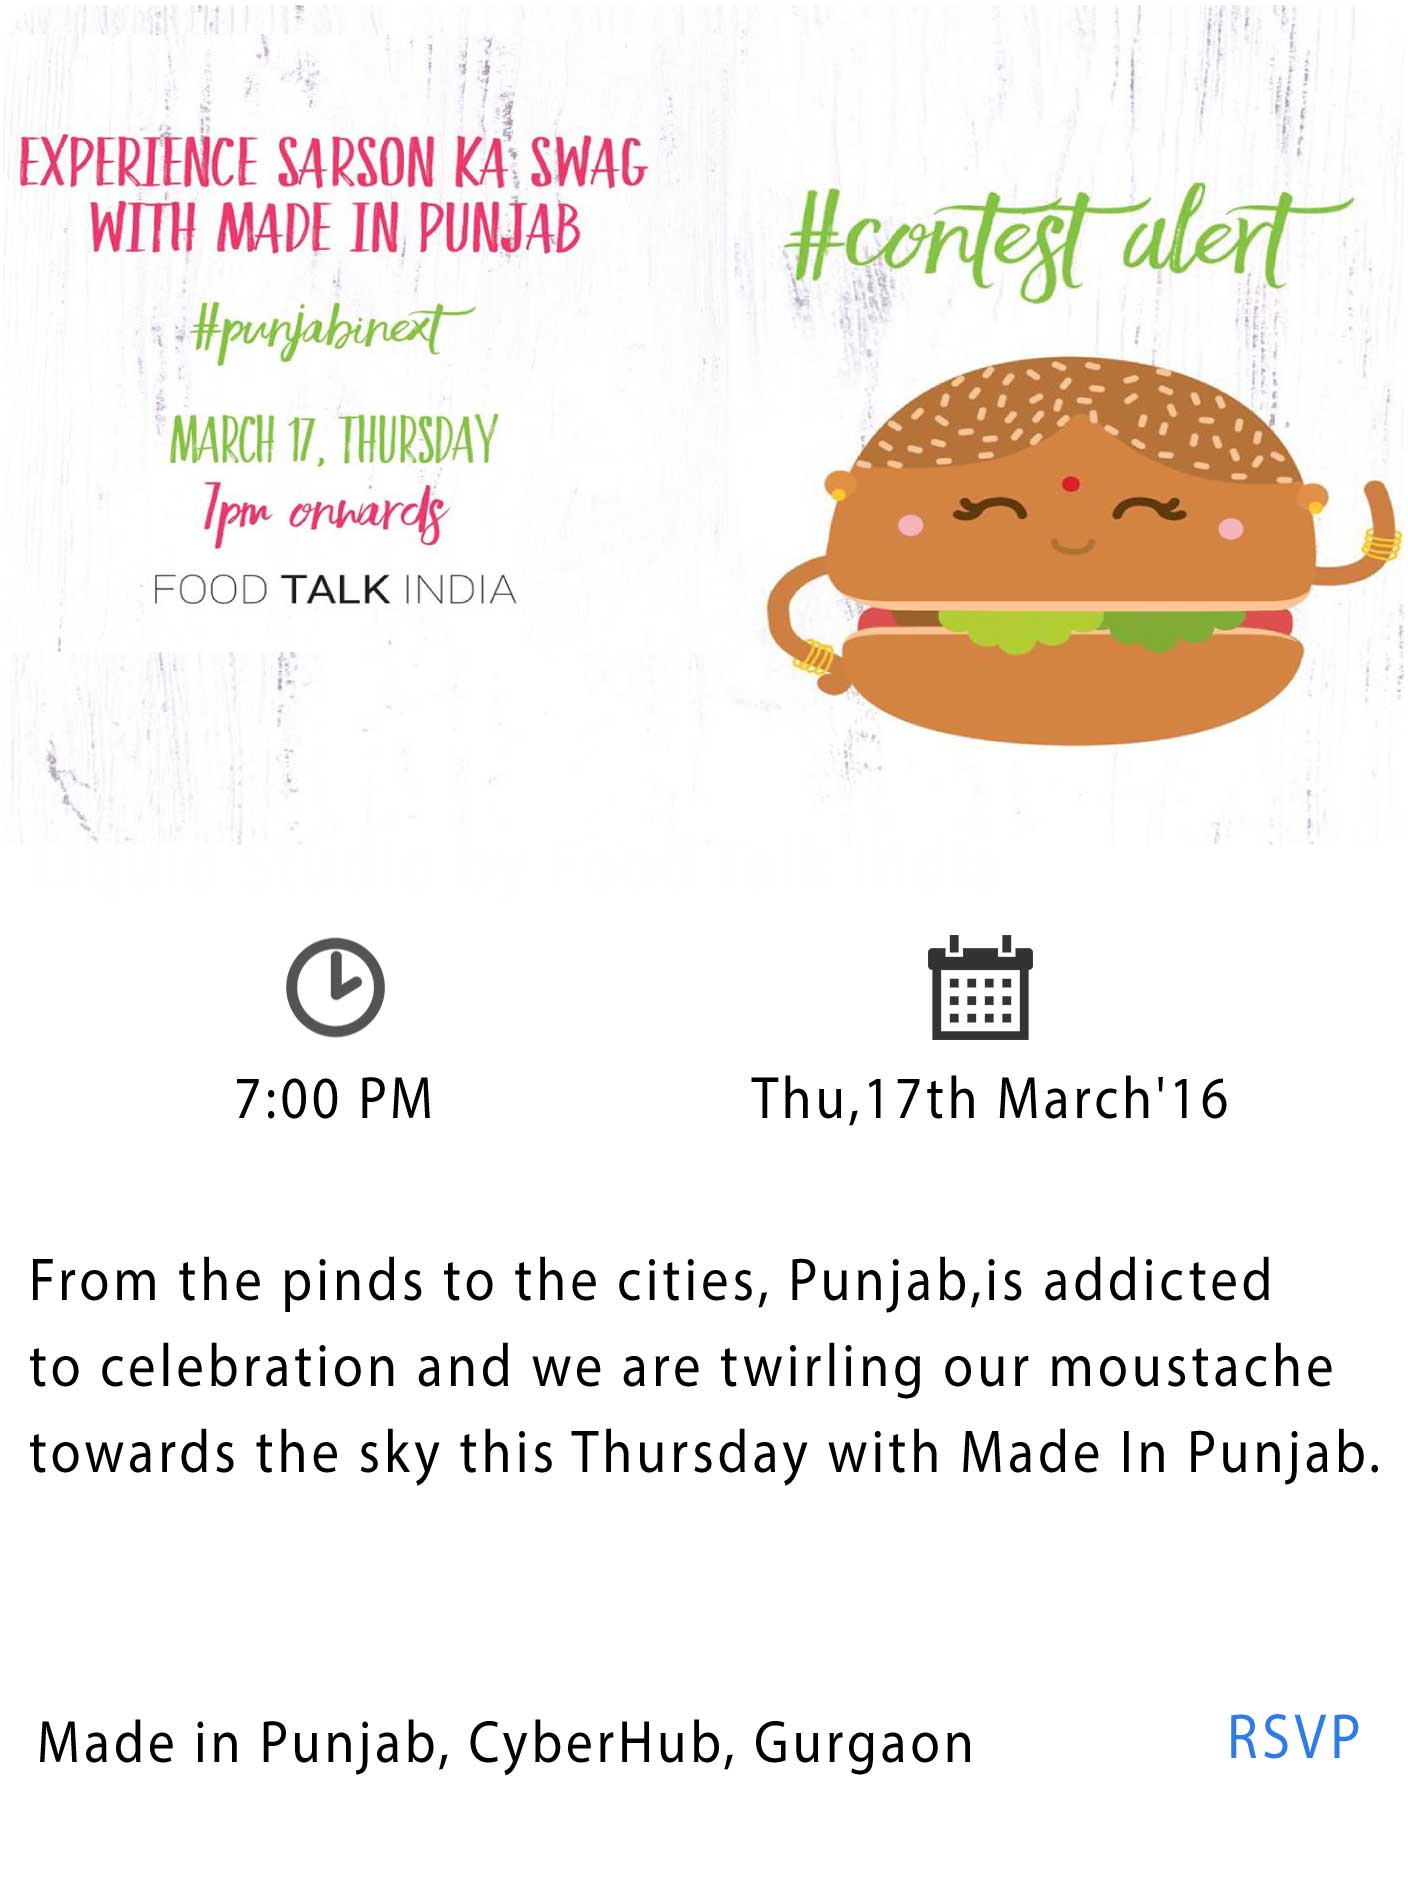 EXPERIENCE SARSON KA SWAG
WITH MADE IN PUNJAB
#punjabinext
MARCH 17, THURSDAY
7pm onwards
FOOD TALK INDIA
#contest alert
7:00 PM
Thu,17th March'16
From the pinds to the cities, Punjab,is addicted
to celebration and we are twirling our moustache
towards the sky this Thursday with Made In Punjab.
Made in Punjab, CyberHub, Gurgaon
RSVP